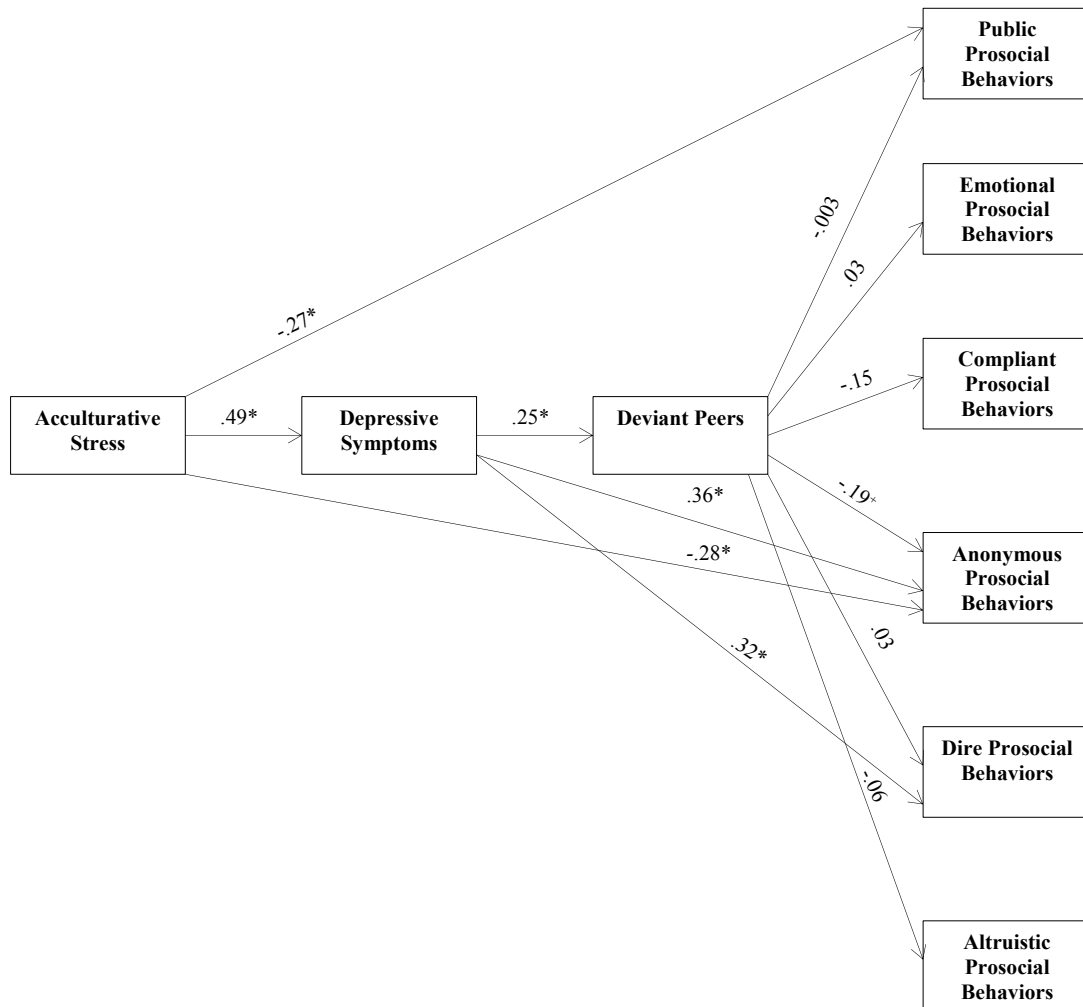 Public
Prosocial
Behaviors
Emotional
Prosocial
Behaviors
-.003
.03
-.27*
Compliant
Prosocial
Behaviors
-.15
Acculturative
Stress
.49*
Depressive
Symptoms
.25*
Deviant Peers
-.19+
.36*
-.28*
Anonymous
Prosocial
Behaviors
.03
.32*
Dire Prosocial
Behaviors
-.06
Altruistic
Prosocial
Behaviors